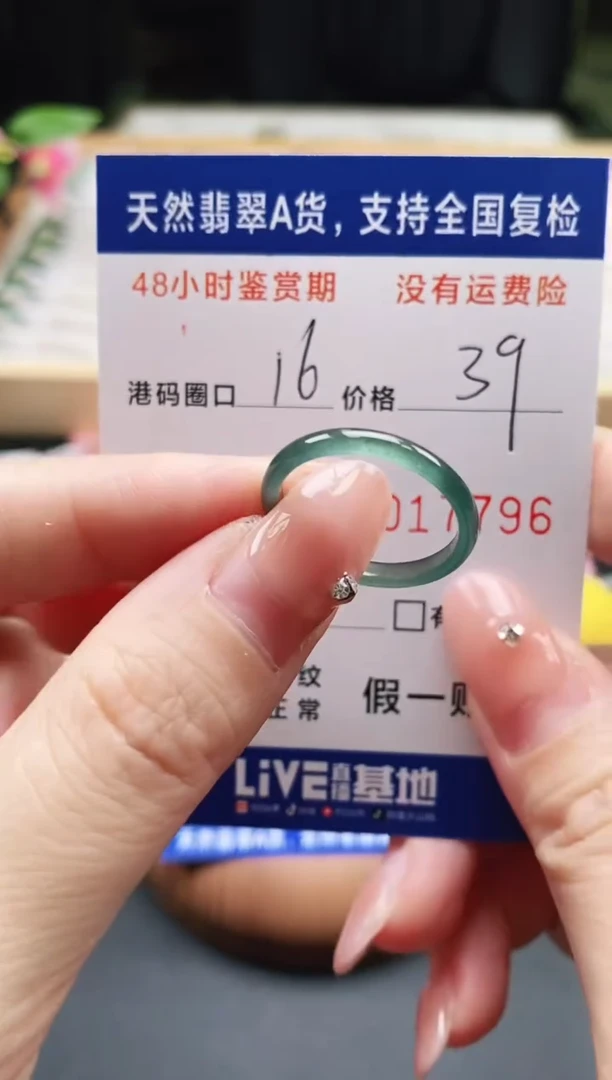 天然翡翠A货，支持全国复检
48小时鉴赏期 没有运费险
港码圈口 16 价格 39
017796
纹
正常 假一
LiVE直播基地